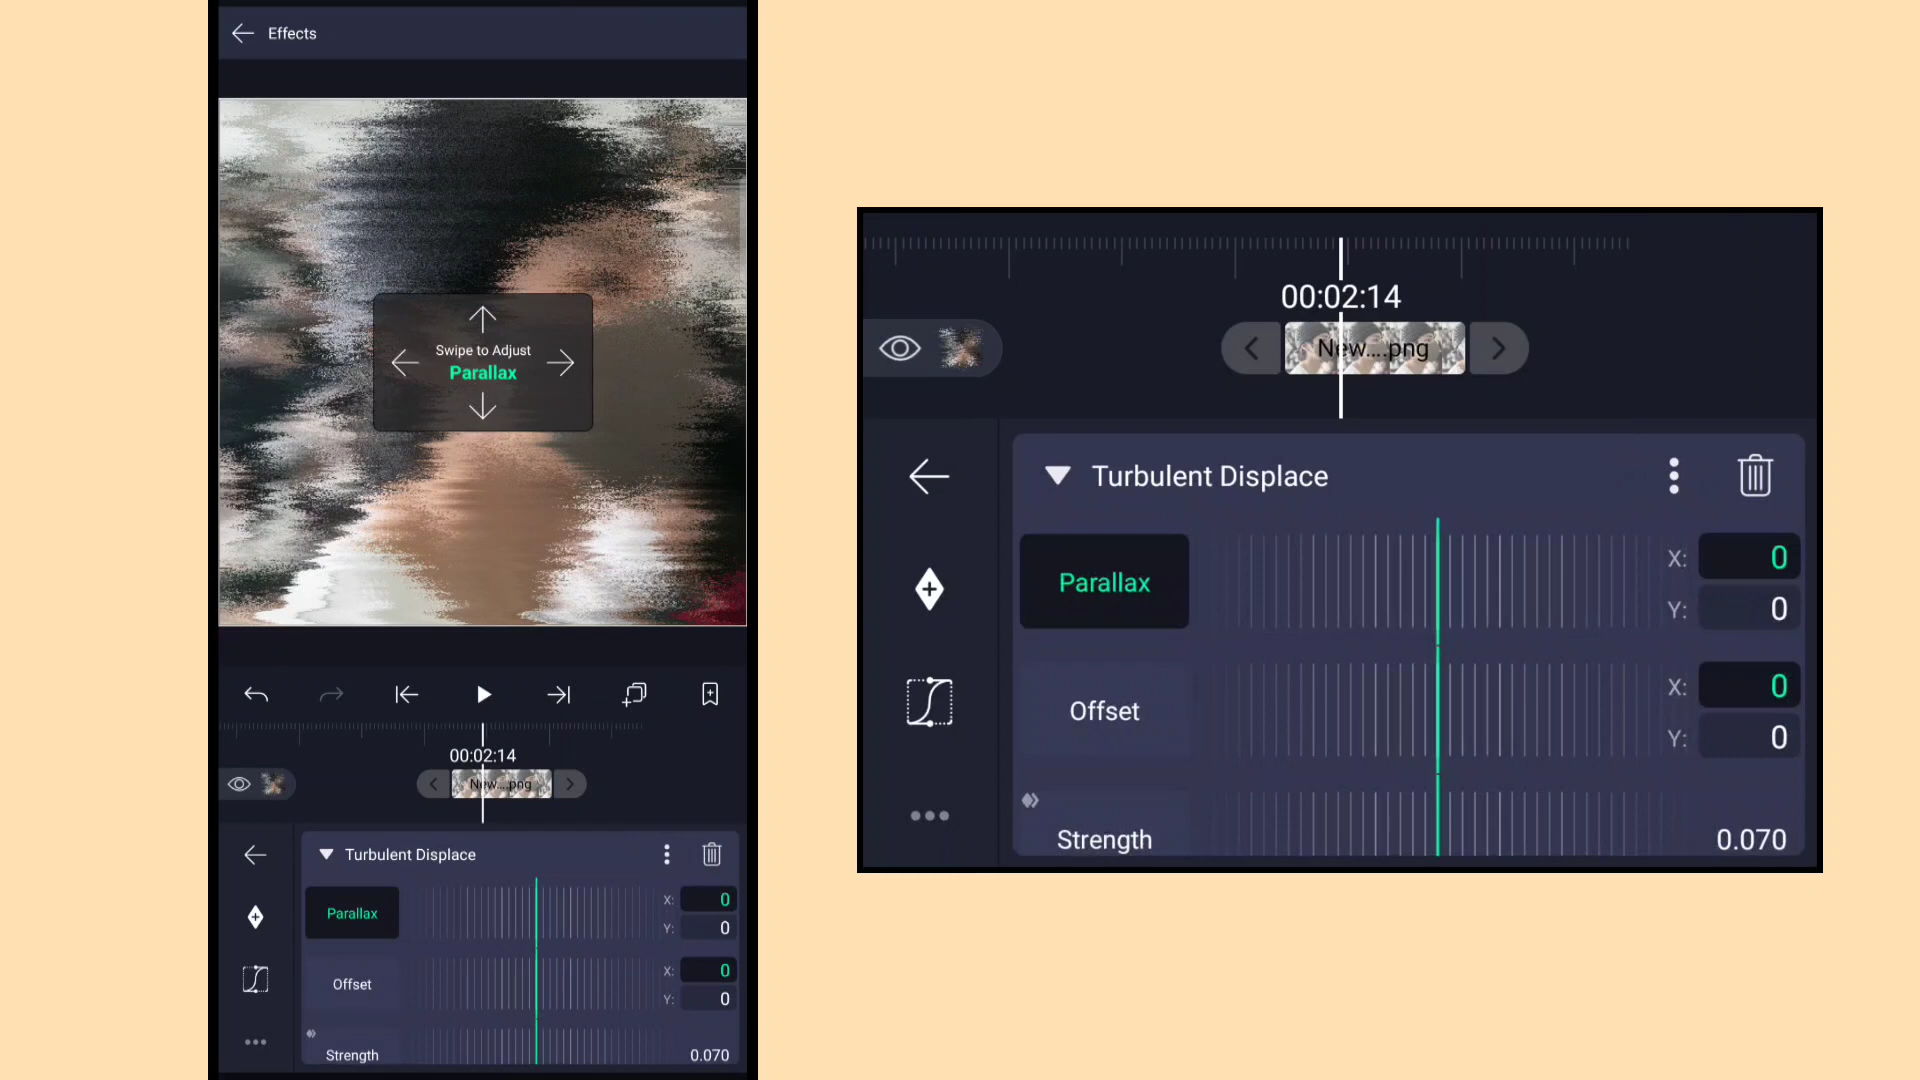 Effects
Swipe to Adjust
Parallax
00:02:14
New....png
Turbulent Displace
Parallax
X: 0
Y: 0
Offset
X: 0
Y: 0
Strength
0.070
00:02:14
New....png
Turbulent Displace
Parallax
X: 0
Y: 0
Offset
X: 0
Y: 0
Strength
0.070